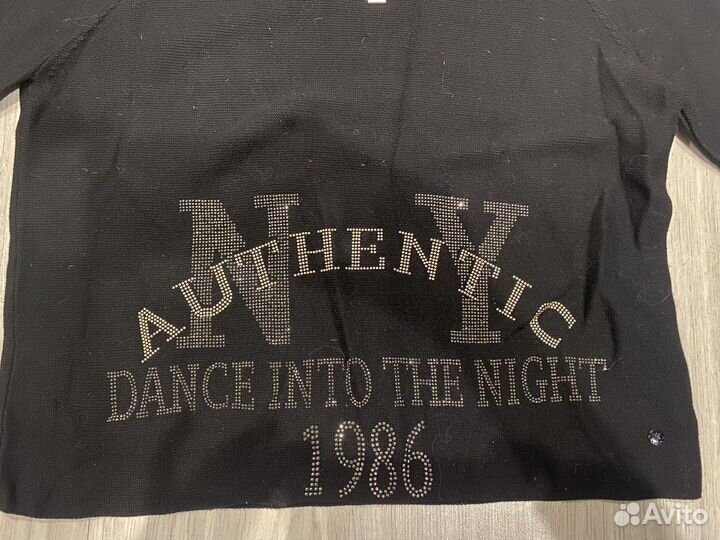 NY
AUTHENTIC
DANCE INTO THE NIGHT
1986
Avito